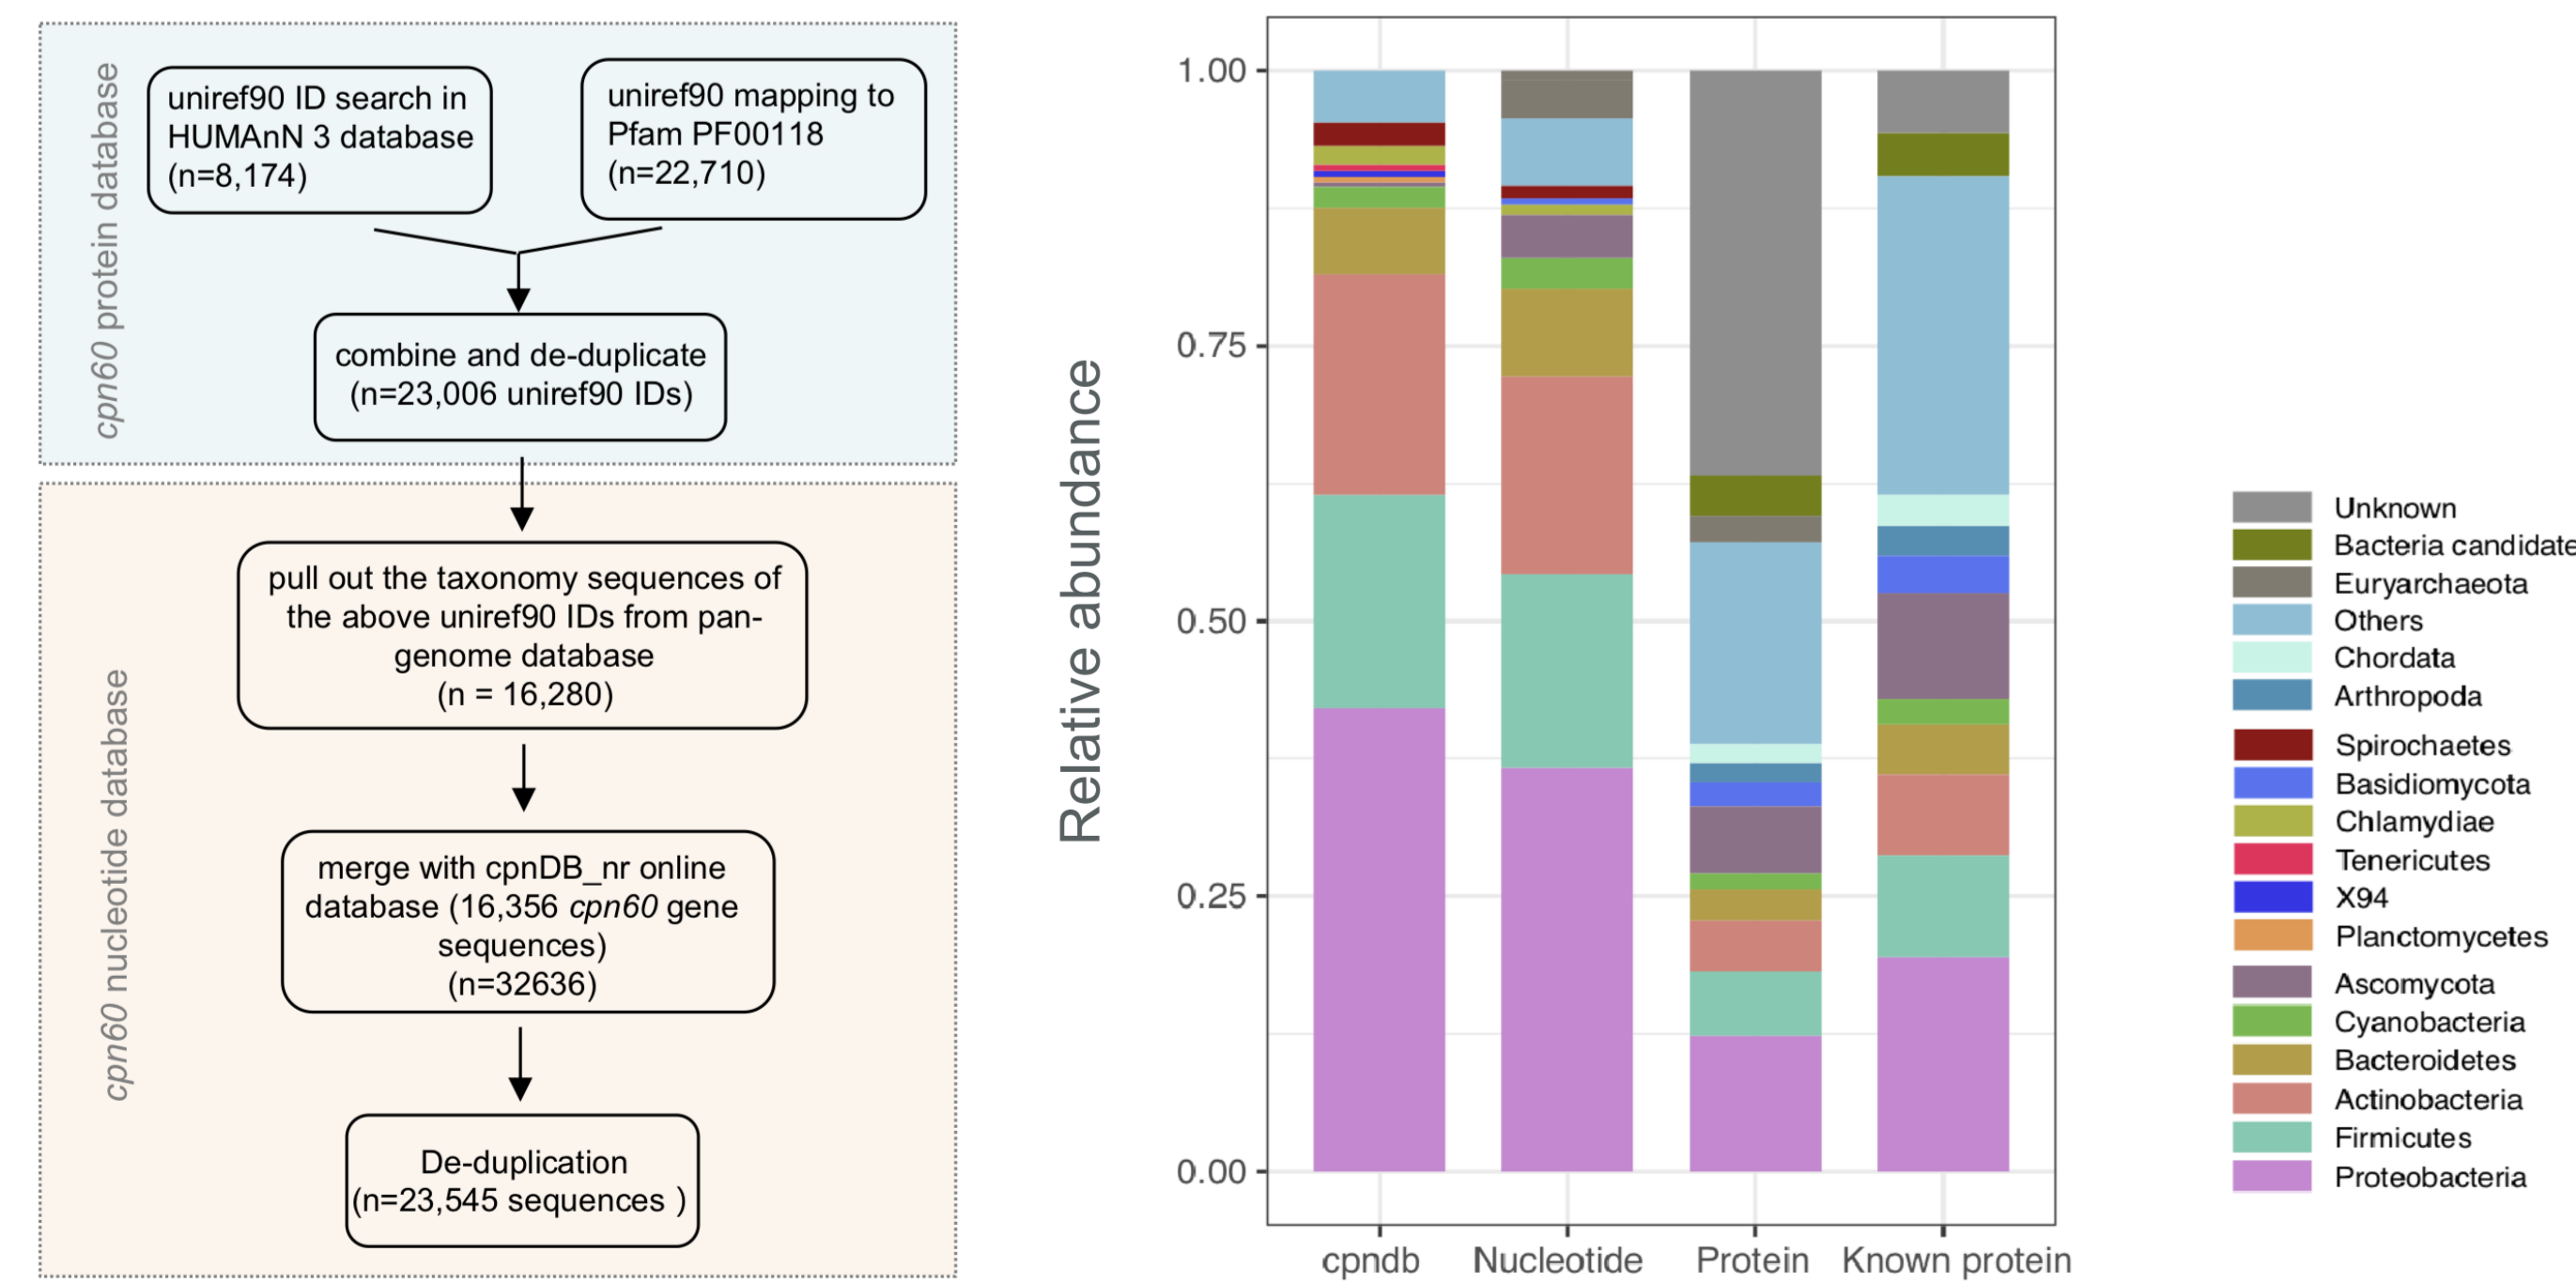 cpn60 protein database
uniref90 ID search in
HUMAnN 3 database
(n=8,174)
uniref90 mapping to
Pfam PF00118
(n=22,710)
combine and de-duplicate
(n=23,006 uniref90 IDs)
cpn60 nucleotide database
pull out the taxonomy sequences of
the above uniref90 IDs from pan-
genome database
(n = 16,280)
merge with cpnDB_nr online
database (16,356 cpn60 gene
sequences)
(n=32636)
De-duplication
(n=23,545 sequences )
Relative abundance
1.00
0.75
0.50
0.25
0.00
cpndb
Nucleotide
Protein
Known protein
Unknown
Bacteria candidate
Euryarchaeota
Others
Chordata
Arthropoda
Spirochaetes
Basidiomycota
Chlamydiae
Tenericutes
X94
Planctomycetes
Ascomycota
Cyanobacteria
Bacteroidetes
Actinobacteria
Firmicutes
Proteobacteria